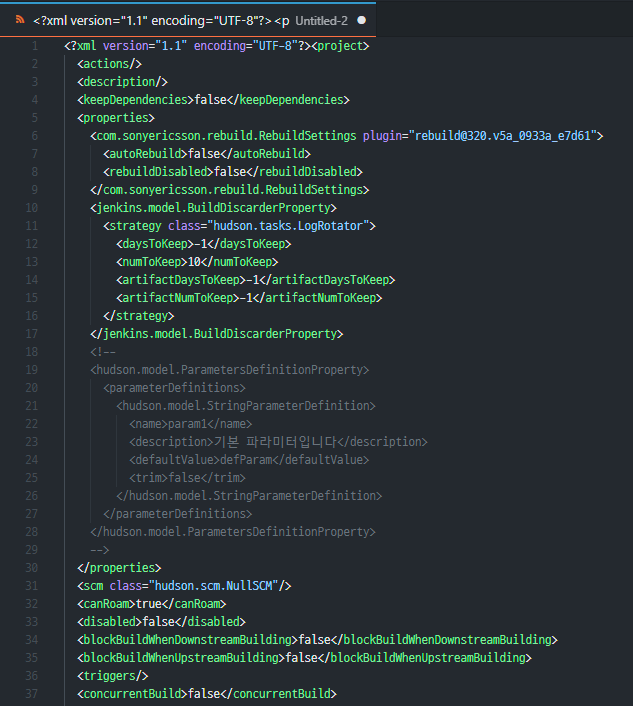 <?xml version="1.1" encoding="UTF-8"?><p Untitled-2
1 <?xml version="1.1" encoding="UTF-8"?><project>
2 <actions/>
3 <description/>
4 <keepDependencies>false</keepDependencies>
5 <properties>
6 <com.sonyericsson.rebuild.RebuildSettings plugin="rebuild@320.v5a_0933a_e7d61">
7 <autoRebuild>false</autoRebuild>
8 <rebuildDisabled>false</rebuildDisabled>
9 </com.sonyericsson.rebuild.RebuildSettings>
10 <jenkins.model.BuildDiscarderProperty>
11 <strategy class="hudson.tasks.LogRotator">
12 <daysToKeep>-1</daysToKeep>
13 <numToKeep>10</numToKeep>
14 <artifactDaysToKeep>-1</artifactDaysToKeep>
15 <artifactNumToKeep>-1</artifactNumToKeep>
16 </strategy>
17 </jenkins.model.BuildDiscarderProperty>
18 <!--
19 <hudson.model.ParametersDefinitionProperty>
20 <parameterDefinitions>
21 <hudson.model.StringParameterDefinition>
22 <name>param1</name>
23 <description>기본 파라미터입니다</description>
24 <defaultValue>defParam</defaultValue>
25 <trim>false</trim>
26 </hudson.model.StringParameterDefinition>
27 </parameterDefinitions>
28 </hudson.model.ParametersDefinitionProperty>
29 -->
30 </properties>
31 <scm class="hudson.scm.NullSCM"/>
32 <canRoam>true</canRoam>
33 <disabled>false</disabled>
34 <blockBuildWhenDownstreamBuilding>false</blockBuildWhenDownstreamBuilding>
35 <blockBuildWhenUpstreamBuilding>false</blockBuildWhenUpstreamBuilding>
36 <triggers/>
37 <concurrentBuild>false</concurrentBuild>